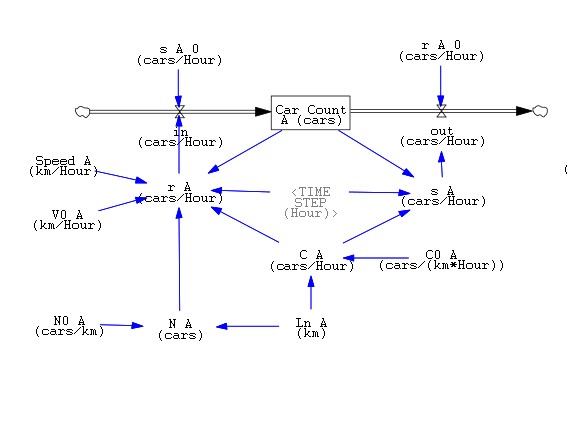 s A 0
(cars/Hour)
r A 0
(cars/Hour)
Car Count
A (cars)
in
(cars/Hour)
out
(cars/Hour)
Speed A
(km/Hour)
r A
(cars/Hour)
<TIME
STEP
(Hour)>
s A
(cars/Hour)
(
V0 A
(km/Hour)
C A
(cars/Hour)
C0 A
(cars/(km*Hour))
N0 A
(cars/km)
N A
(cars)
Ln A
(km)